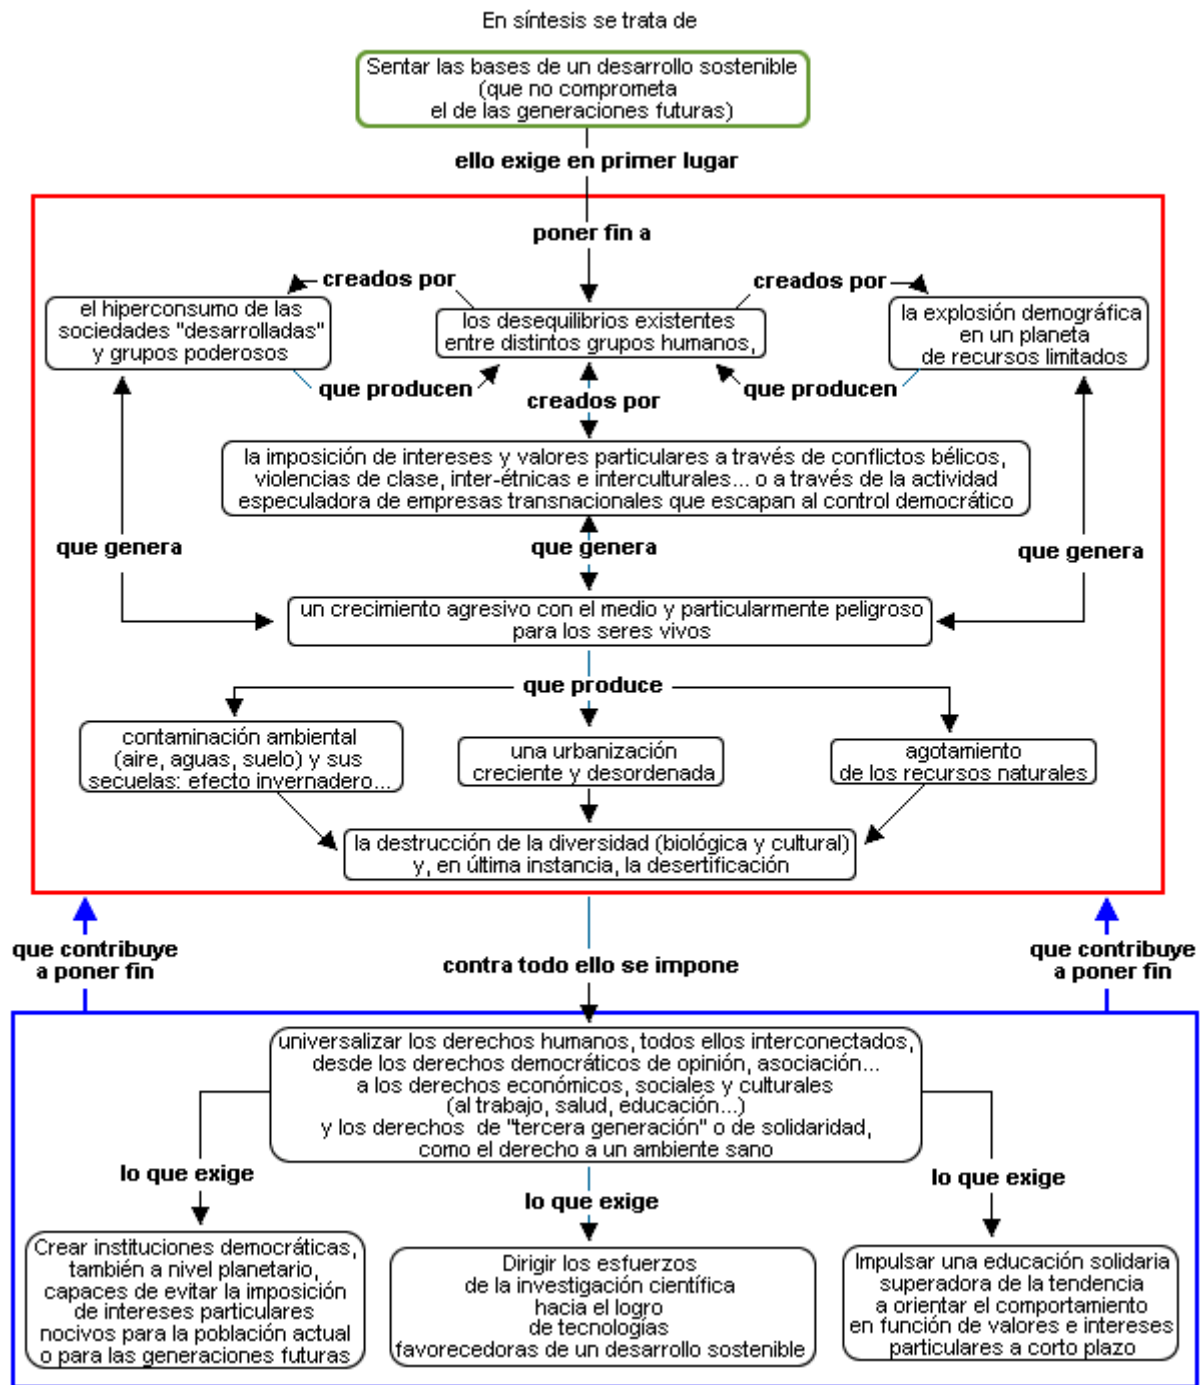 En síntesis se trata de
Sentar las bases de un desarrollo sostenible
(que no comprometa
el de las generaciones futuras)
ello exige en primer lugar
poner fin a
creados por
creados por
el hiperconsumo de las
sociedades "desarrolladas"
y grupos poderosos
los desequilibrios existentes
entre distintos grupos humanos,
la explosión demográfica
en un planeta
de recursos limitados
que producen
que producen
creados por
la imposición de intereses y valores particulares a través de conflictos bélicos,
violencias de clase, inter-étnicas e interculturales... o a través de la actividad
especuladora de empresas transnacionales que escapan al control democrático
que genera
que genera
que genera
un crecimiento agresivo con el medio y particularmente peligroso
para los seres vivos
que produce
contaminación ambiental
(aire, aguas, suelo) y sus
secuelas: efecto invernadero...
una urbanización
creciente y desordenada
agotamiento
de los recursos naturales
la destrucción de la diversidad (biológica y cultural)
y, en última instancia, la desertificación
que contribuye
a poner fin
contra todo ello se impone
que contribuye
a poner fin
universalizar los derechos humanos, todos ellos interconectados,
desde los derechos democráticos de opinión, asociación...
a los derechos económicos, sociales y culturales
(al trabajo, salud, educación...)
y los derechos de "tercera generación" o de solidaridad,
como el derecho a un ambiente sano
lo que exige
lo que exige
lo que exige
Crear instituciones democráticas,
también a nivel planetario,
capaces de evitar la imposición
de intereses particulares
nocivos para la población actual
o para las generaciones futuras
Dirigir los esfuerzos
de la investigación científica
hacia el logro
de tecnologías
favorecedoras de un desarrollo sostenible
Impulsar una educación solidaria
superadora de la tendencia
a orientar el comportamiento
en función de valores e intereses
particulares a corto plazo